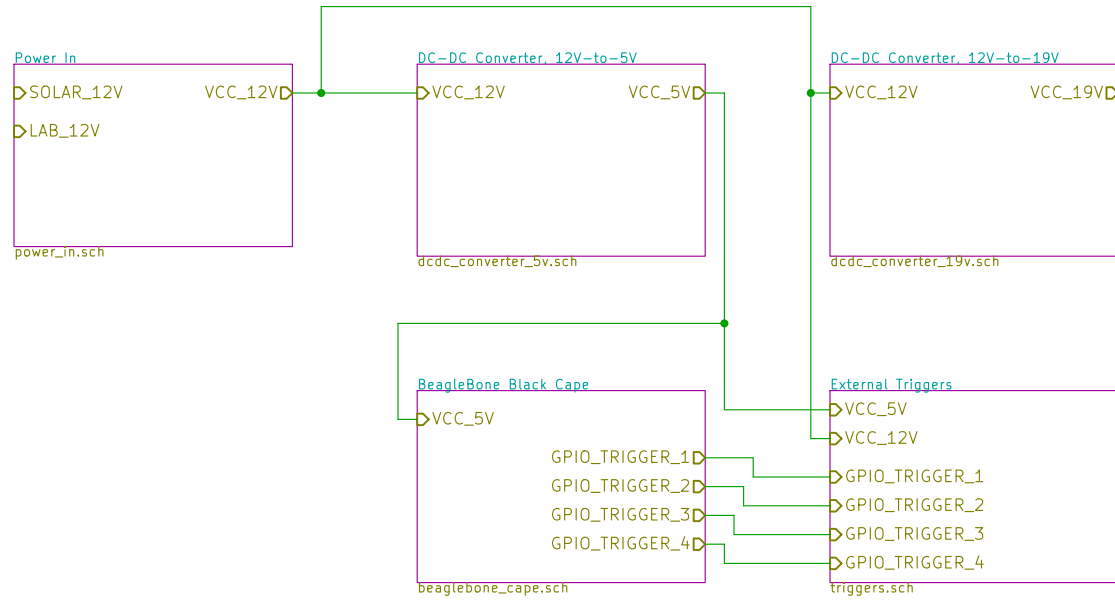 Power In
SOLAR_12V
VCC_12V
LAB_12V
power_in.sch
DC-DC Converter, 12V-to-5V
VCC_12V
VCC_5V
dcdc_converter_5v.sch
DC-DC Converter, 12V-to-19V
VCC_12V
VCC_19V
dcdc_converter_19v.sch
BeagleBone Black Cape
VCC_5V
GPIO_TRIGGER_1
GPIO_TRIGGER_2
GPIO_TRIGGER_3
GPIO_TRIGGER_4
beaglebone_cape.sch
External Triggers
VCC_5V
VCC_12V
GPIO_TRIGGER_1
GPIO_TRIGGER_2
GPIO_TRIGGER_3
GPIO_TRIGGER_4
triggers.sch